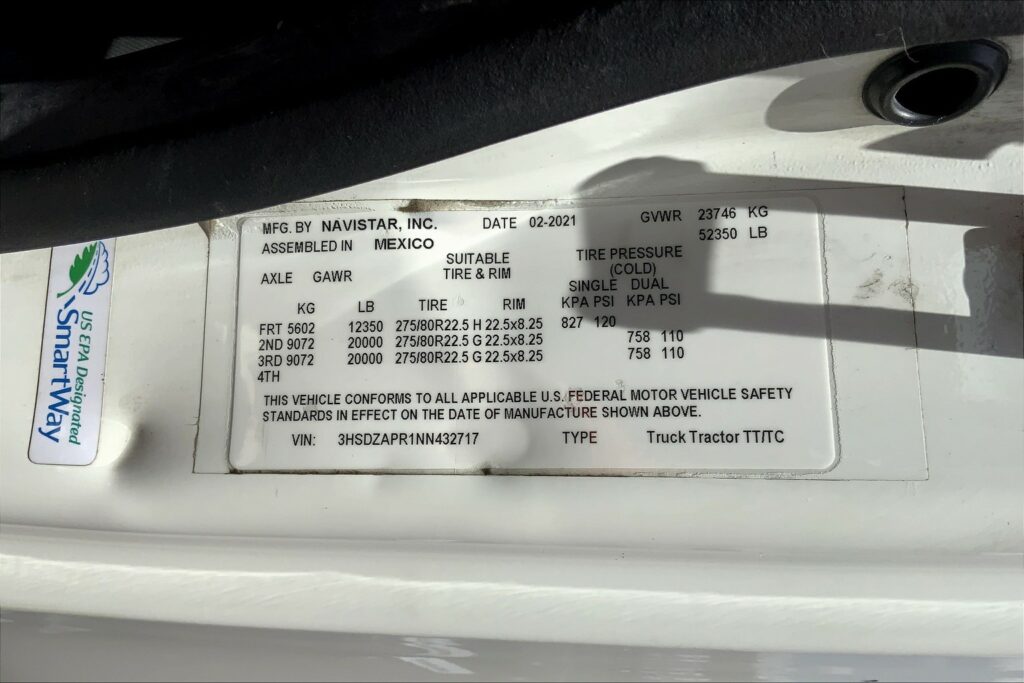 MFG. BY NAVISTAR, INC. DATE 02-2021 GVWR 23746 KG
ASSEMBLED IN MEXICO 52350 LB
SUITABLE TIRE PRESSURE
AXLE GAWR TIRE & RIM (COLD)
SINGLE DUAL
KG LB TIRE RIM KPA PSI KPA PSI
FRT 5602 12350 275/80R22.5 H 22.5x8.25 827 120
2ND 9072 20000 275/80R22.5 G 22.5x8.25 758 110
3RD 9072 20000 275/80R22.5 G 22.5x8.25 758 110
4TH
THIS VEHICLE CONFORMS TO ALL APPLICABLE U.S. FEDERAL MOTOR VEHICLE SAFETY
STANDARDS IN EFFECT ON THE DATE OF MANUFACTURE SHOWN ABOVE.
VIN: 3HSDZAPR1NN432717 TYPE Truck Tractor TT/TC
US EPA Designated
SmartWay